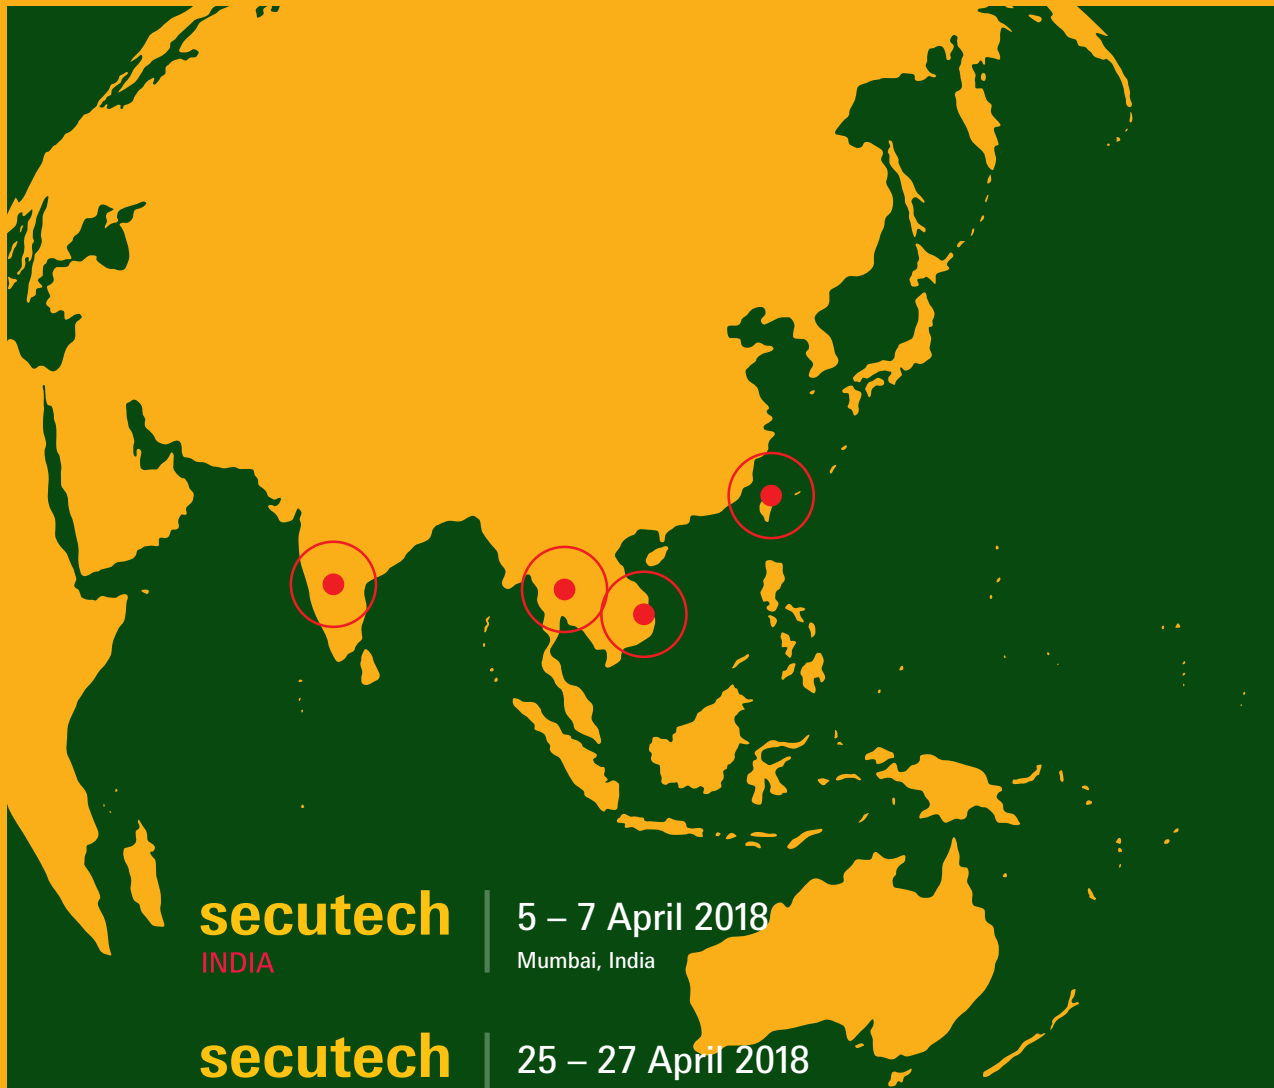 secutech
INDIA
5 – 7 April 2018
Mumbai, India
secutech
25 – 27 April 2018